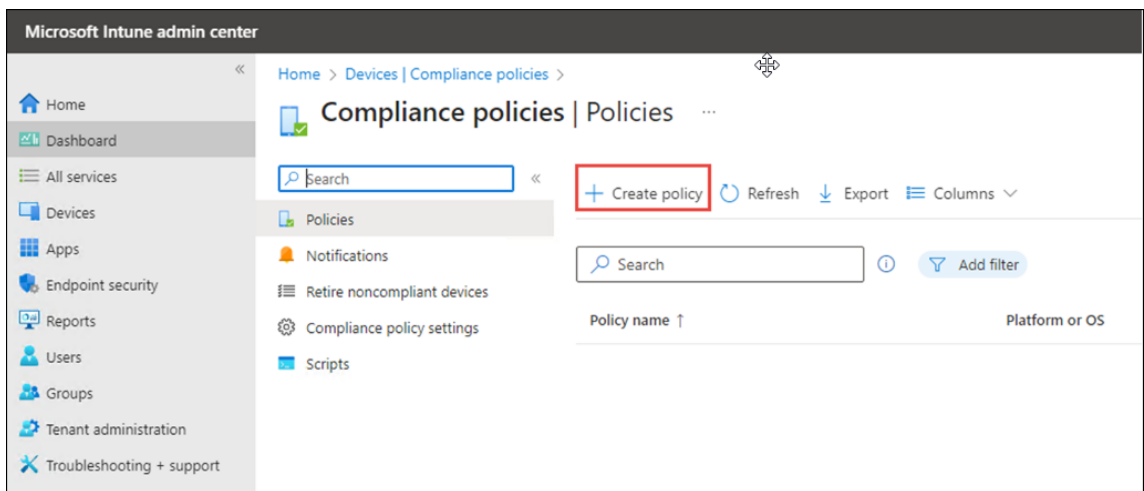 Microsoft Intune admin center
«
Home > Devices | Compliance policies >
Compliance policies | Policies ...
Home
Dashboard
All services
Devices
Apps
Endpoint security
Reports
Users
Groups
Tenant administration
Troubleshooting + support
Search «
Policies
Notifications
Retire noncompliant devices
Compliance policy settings
Scripts
+ Create policy Refresh Export Columns
Search Add filter
Policy name ↑ Platform or OS